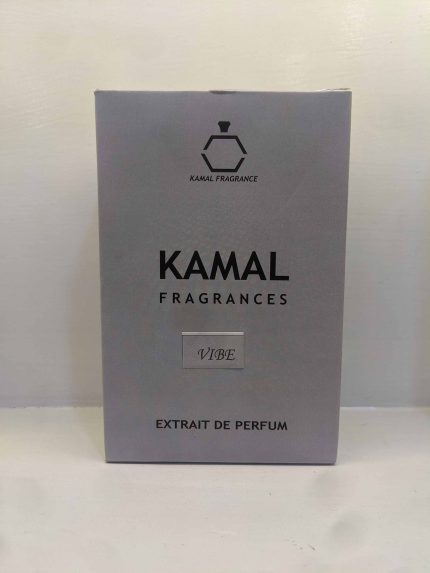 KAMAL FRAGRANCE
KAMAL
FRAGRANCES
VIBE
EXTRAIT DE PERFUM